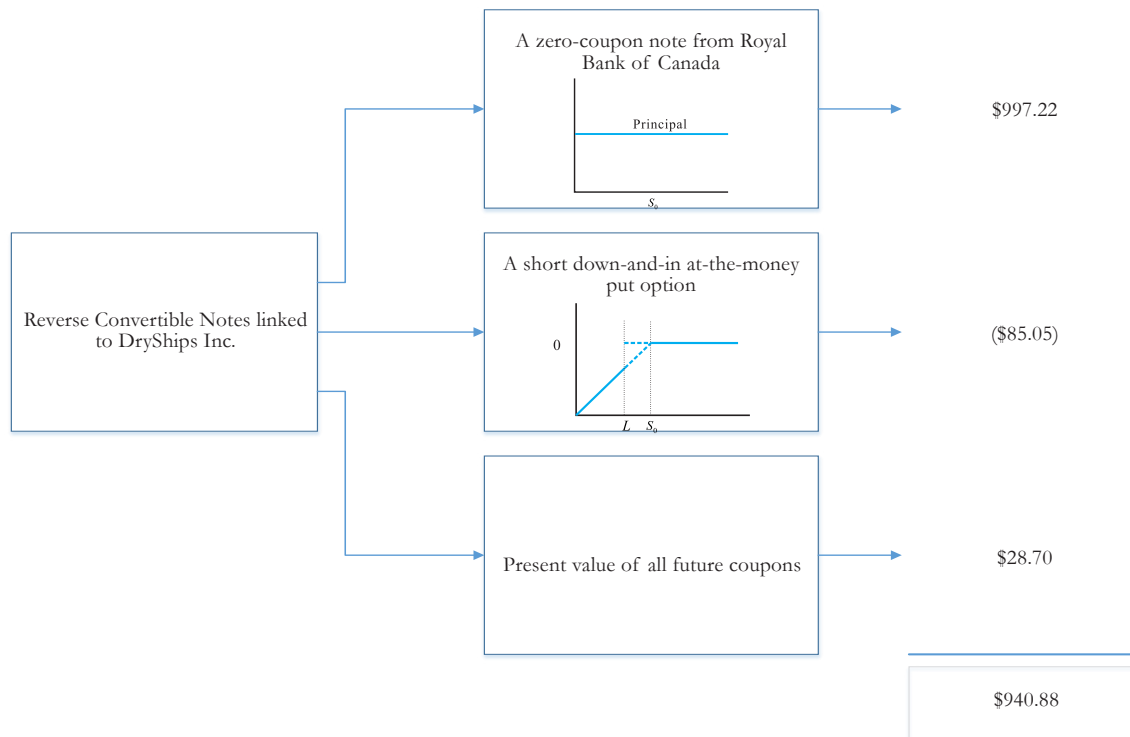 A zero-coupon note from Royal
Bank of Canada
Principal
S₀
$997.22
Reverse Convertible Notes linked
to DryShips Inc.
A short down-and-in at-the-money
put option
0
L S₀
($85.05)
Present value of all future coupons
$28.70
$940.88